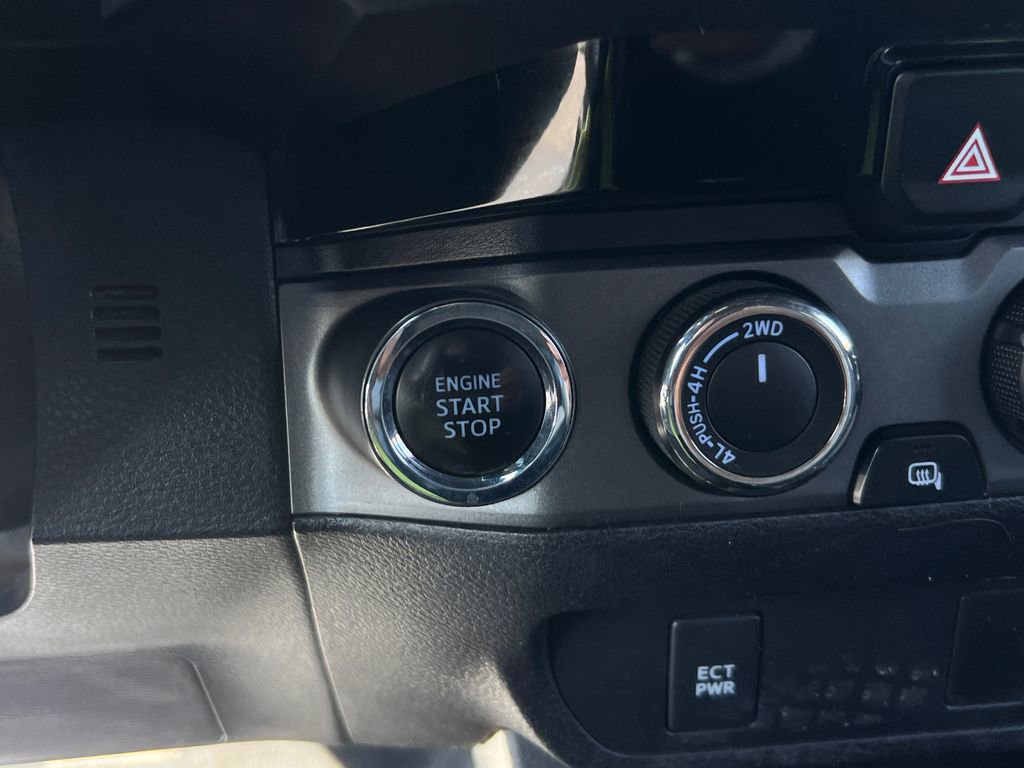 ENGINE
START
STOP
2WD
4L-PUSH-4H
ECT
PWR